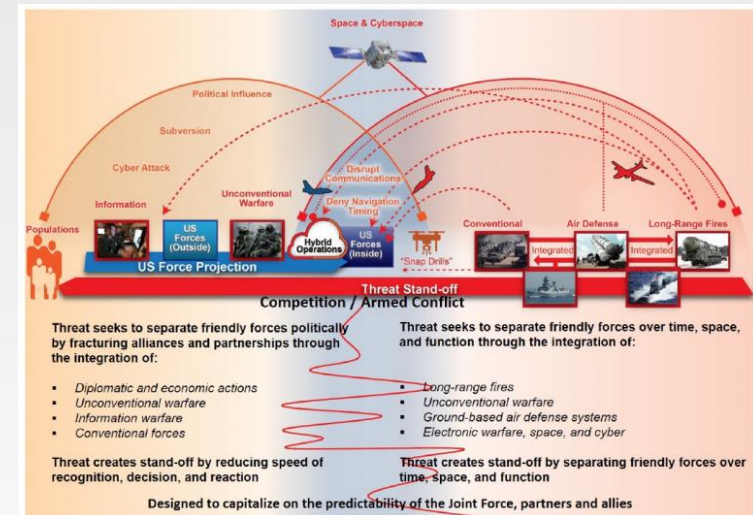 Space & Cyberspace
Political Influence
Subversion
Cyber Attack
Disrupt
Communications
Deny Navigation
Timing
Populations
Information
US
Forces
(Outside)
Unconventional
Warfare
Hybrid
Operations
US
Forces
(Inside)
"Snap Drills"
Conventional
Air Defense
Long-Range Fires
Integrated
Integrated
US Force Projection
Threat Stand-off
Competition / Armed Conflict
Threat seeks to separate friendly forces politically
by fracturing alliances and partnerships through
the integration of:
▪ Diplomatic and economic actions
▪ Unconventional warfare
▪ Information warfare
▪ Conventional forces
Threat creates stand-off by reducing speed of
recognition, decision, and reaction
Threat seeks to separate friendly forces over time, space,
and function through the integration of:
▪ Long-range fires
▪ Unconventional warfare
▪ Ground-based air defense systems
▪ Electronic warfare, space, and cyber
Threat creates stand-off by separating friendly forces over
time, space, and function
Designed to capitalize on the predictability of the Joint Force, partners and allies